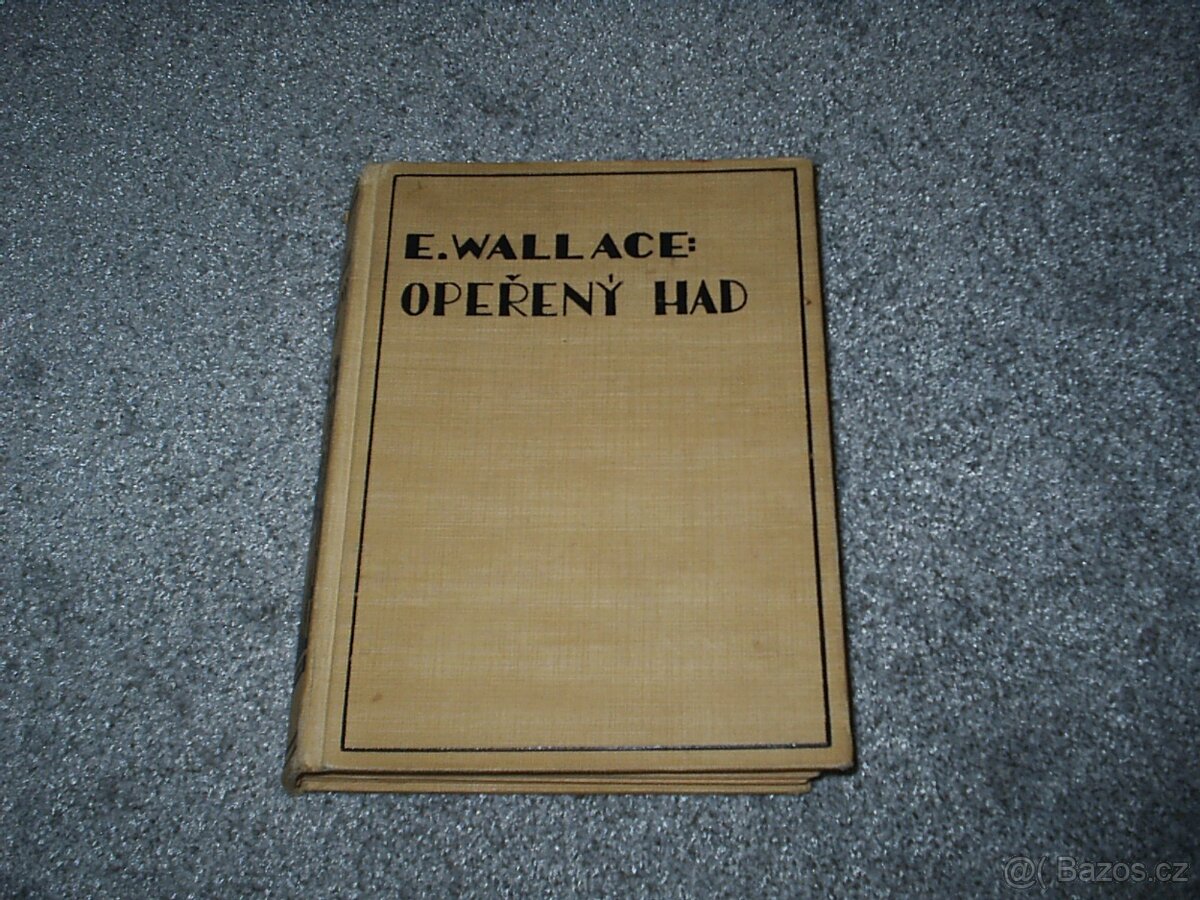 E. WALLACE:
OPEŘENÝ HAD
@( Bazos.cz